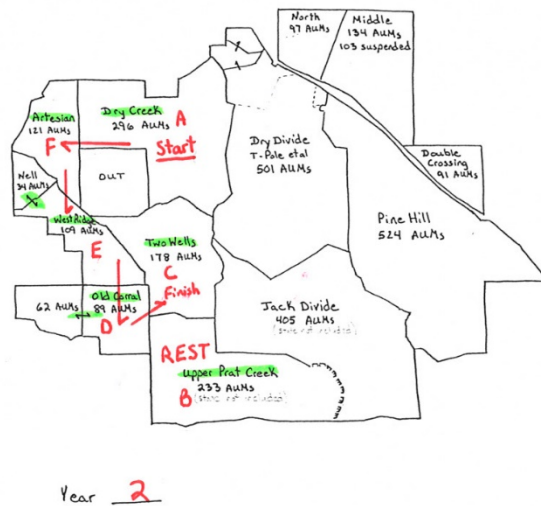 North
97 AUMs
Middle
134 AUMs
103 suspended
Artesian
121 AUMs
F
Dry Creek
296 AUMs
A
Start
Dry Divide
T-Pole etal
501 AUMs
Double
Crossing
91 AUMs
Well
34 AUMs
OUT
West Ridge
109 AUMs
E
Two Wells
178 AUMs
C
Finish
Pine Hill
524 AUMs
62 AUMs
Old Corral
89 AUMs
D
Jack Divide
405 AUMs
(state not included)
REST
Upper Prat Creek
233 AUMs
B
(state not included)
Year 2